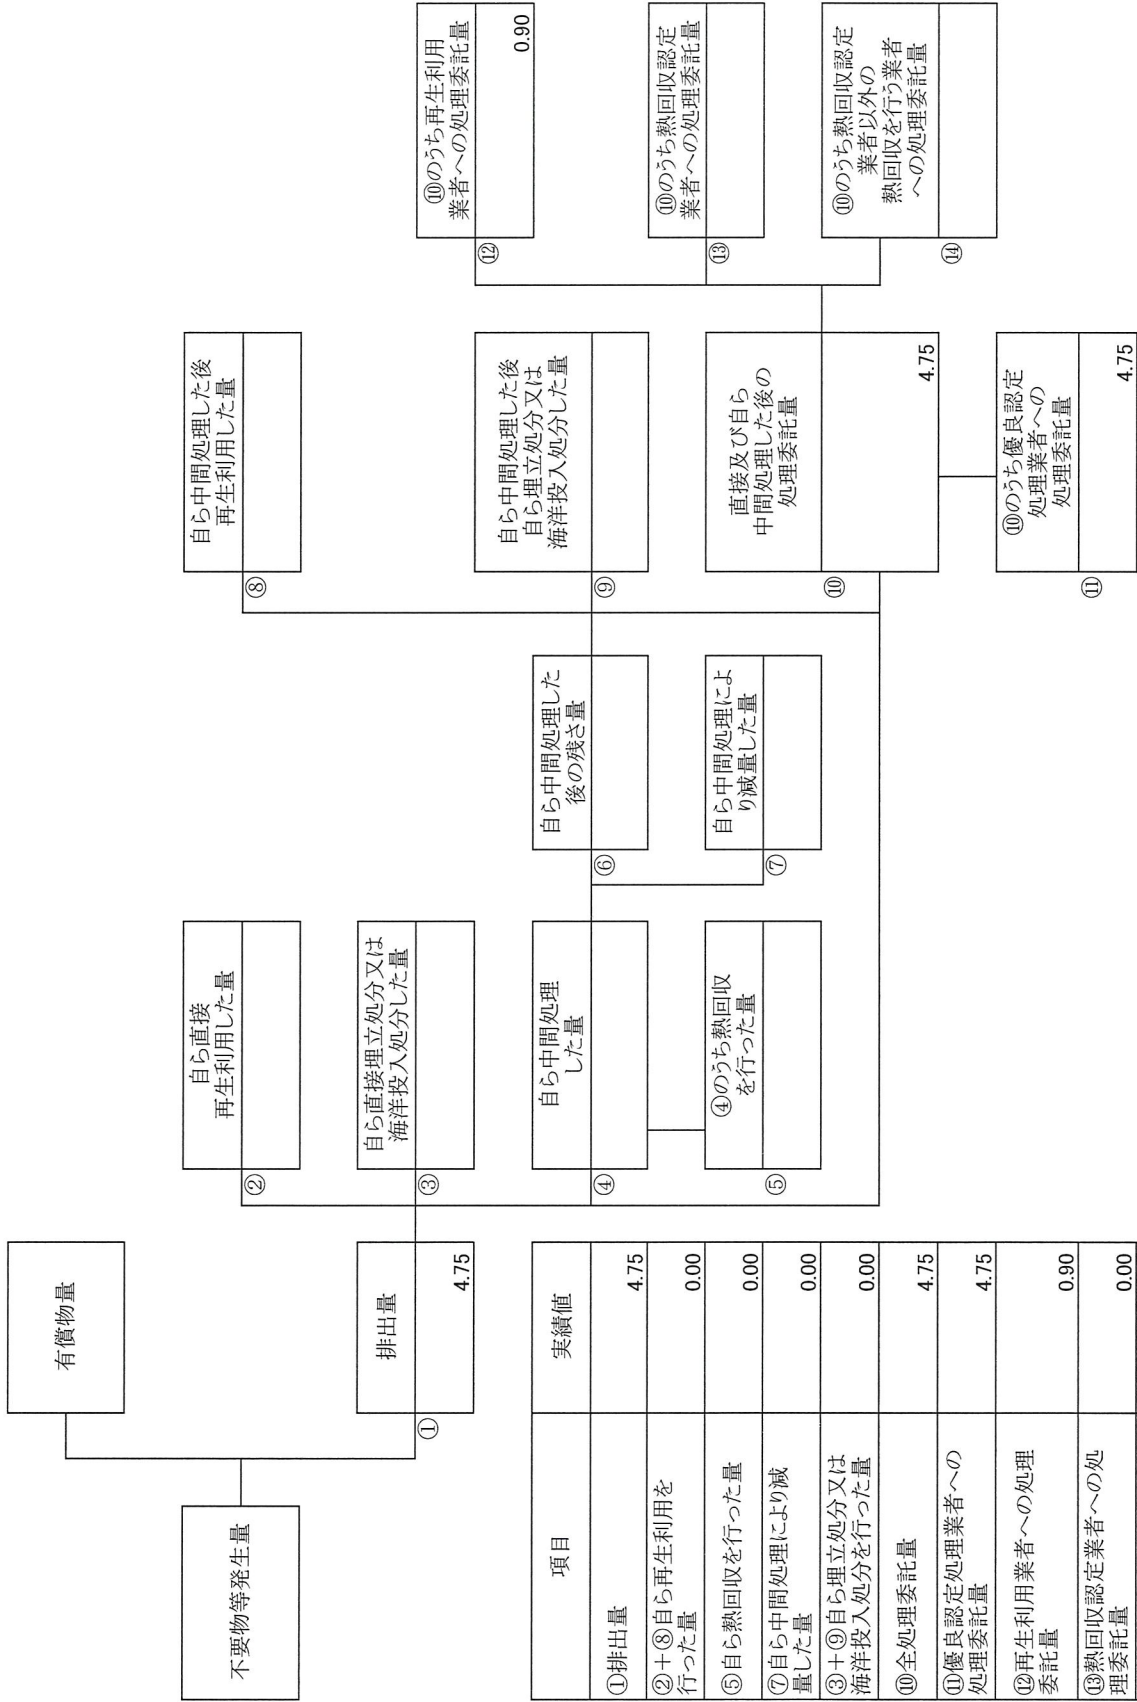 不要物等発生量
有償物量
①
排出量
4.75
②
自ら直接
再生利用した量
③
自ら直接埋立処分又は
海洋投入処分した量
④
自ら中間処理
した量
⑤
④のうち熱回収
を行った量
⑥
自ら中間処理した
後の残さ量
⑦
自ら中間処理によ
り減量した量
⑧
自ら中間処理した後
再生利用した量
⑨
自ら中間処理した後
自ら埋立処分又は
海洋投入処分した量
⑩
直接及び自ら
中間処理した後の
処理委託量
4.75
⑪
⑩のうち優良認定
処理業者への
処理委託量
4.75
⑫
⑩のうち再生利用
業者への処理委託量
0.90
⑬
⑩のうち熱回収認定
業者への処理委託量
⑭
⑩のうち熱回収認定
業者以外の
熱回収を行う業者
への処理委託量
項目
実績値
①排出量
4.75
②+⑧自ら再生利用を
行った量
0.00
⑤自ら熱回収を行った量
0.00
⑦自ら中間処理により減
量した量
0.00
③+⑨自ら埋立処分又は
海洋投入処分を行った量
0.00
⑩全処理委託量
4.75
⑪優良認定処理業者への
処理委託量
4.75
⑫再生利用業者への処理
委託量
0.90
⑬熱回収認定業者への処
理委託量
0.00